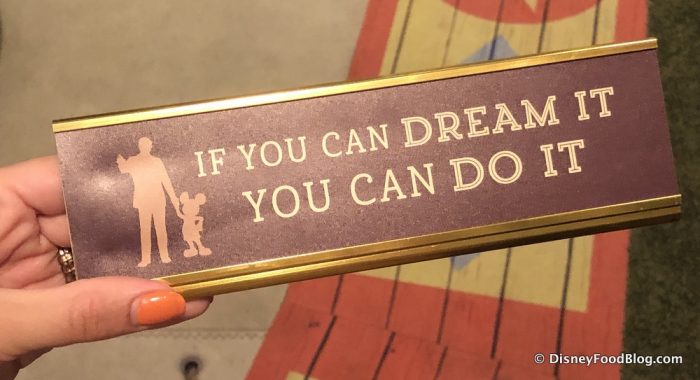 IF YOU CAN DREAM IT
YOU CAN DO IT
© DisneyFoodBlog.com